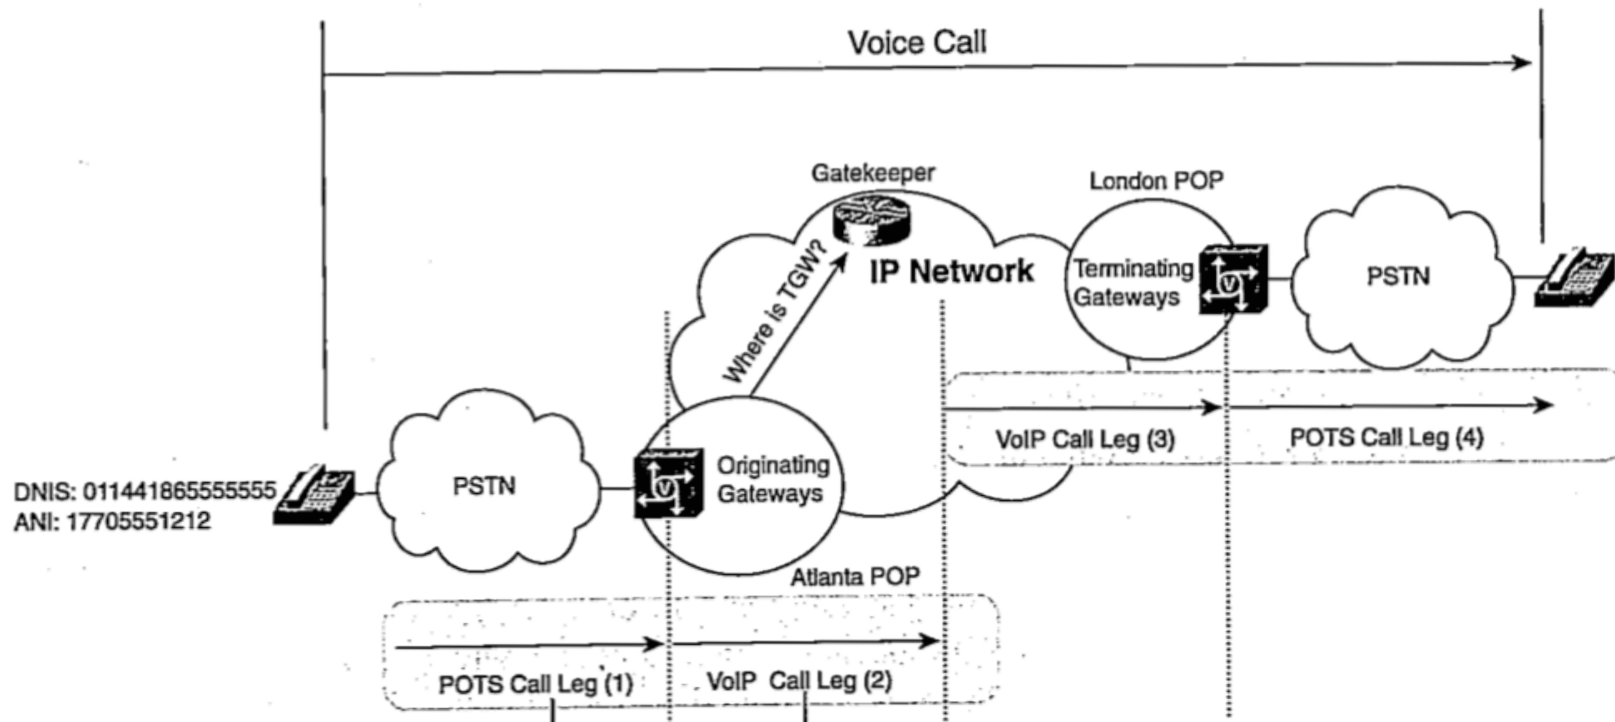 Voice Call
Gatekeeper
London POP
Where is TGW?
IP Network
Terminating
Gateways
V
PSTN
DNIS: 011441865555555
ANI: 17705551212
PSTN
V
Originating
Gateways
VoIP Call Leg (3)
POTS Call Leg (4)
Atlanta POP
POTS Call Leg (1)
VoIP Call Leg (2)